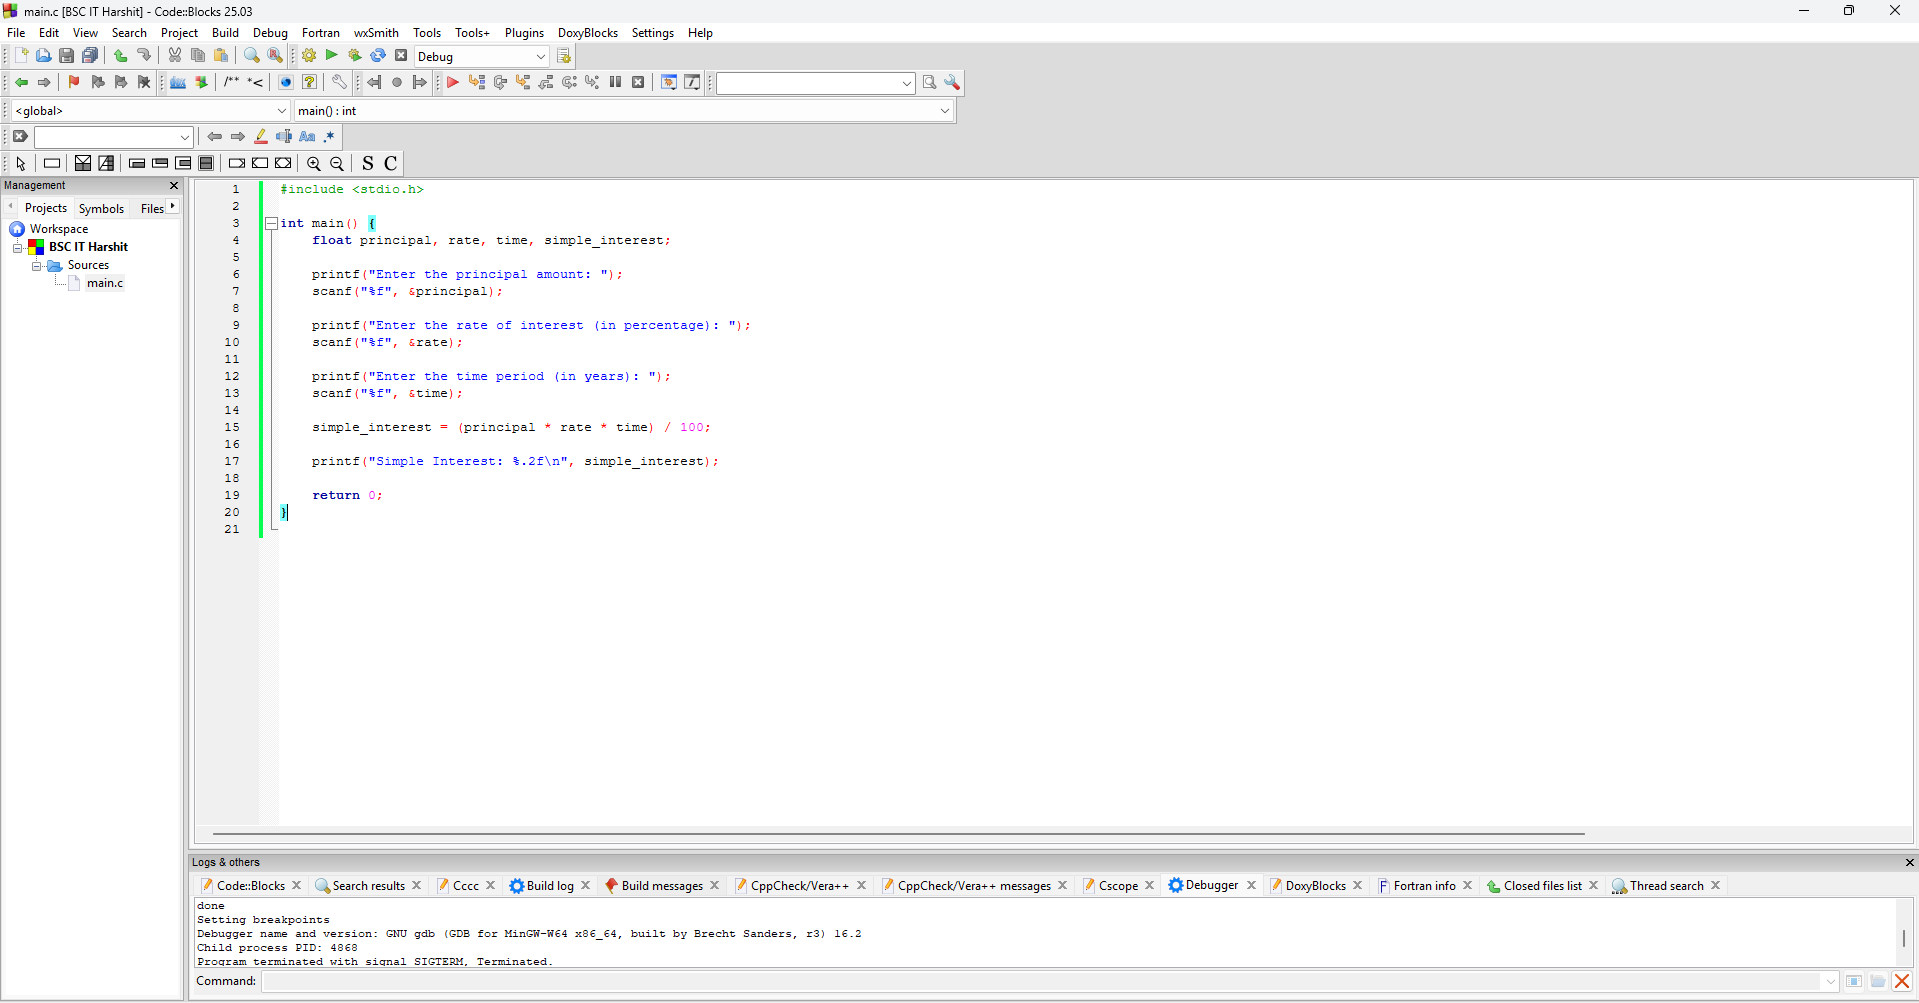 main.c [BSC IT Harshit] - Code::Blocks 25.03
File Edit View Search Project Build Debug Fortran wxSmith Tools Tools+ Plugins DoxyBlocks Settings Help
Debug
/** *<
<global> main() : int
Aa .*
S C
Management
Projects Symbols Files
Workspace
BSC IT Harshit
Sources
main.c
1 #include <stdio.h>
2
3 int main() {
4 float principal, rate, time, simple_interest;
5
6 printf("Enter the principal amount: ");
7 scanf("%f", &principal);
8
9 printf("Enter the rate of interest (in percentage): ");
10 scanf("%f", &rate);
11
12 printf("Enter the time period (in years): ");
13 scanf("%f", &time);
14
15 simple_interest = (principal * rate * time) / 100;
16
17 printf("Simple Interest: %.2f\n", simple_interest);
18
19 return 0;
20 }
21
Logs & others
Code::Blocks Search results Cccc Build log Build messages CppCheck/Vera++ CppCheck/Vera++ messages Cscope Debugger DoxyBlocks Fortran info Closed files list Thread search
done
Setting breakpoints
Debugger name and version: GNU gdb (GDB for MinGW-W64 x86_64, built by Brecht Sanders, r3) 16.2
Child process PID: 4868
Program terminated with signal SIGTERM, Terminated.
Command: